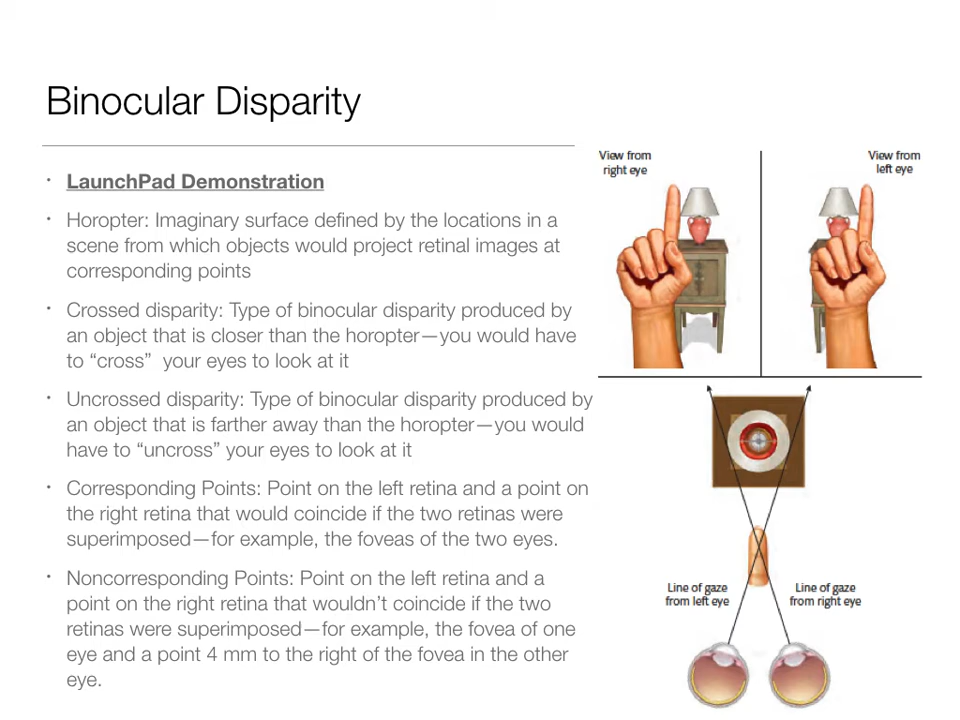 Binocular Disparity
• LaunchPad Demonstration
• Horopter: Imaginary surface defined by the locations in a
scene from which objects would project retinal images at
corresponding points
• Crossed disparity: Type of binocular disparity produced by
an object that is closer than the horopter—you would have
to “cross”  your eyes to look at it
• Uncrossed disparity: Type of binocular disparity produced by
an object that is farther away than the horopter—you would
have to “uncross” your eyes to look at it
• Corresponding Points: Point on the left retina and a point on
the right retina that would coincide if the two retinas were
superimposed—for example, the foveas of the two eyes.
• Noncorresponding Points: Point on the left retina and a
point on the right retina that wouldn’t coincide if the two
retinas were superimposed—for example, the fovea of one
eye and a point 4 mm to the right of the fovea in the other
eye.
View from
right eye
View from
left eye
Line of gaze
from left eye
Line of gaze
from right eye